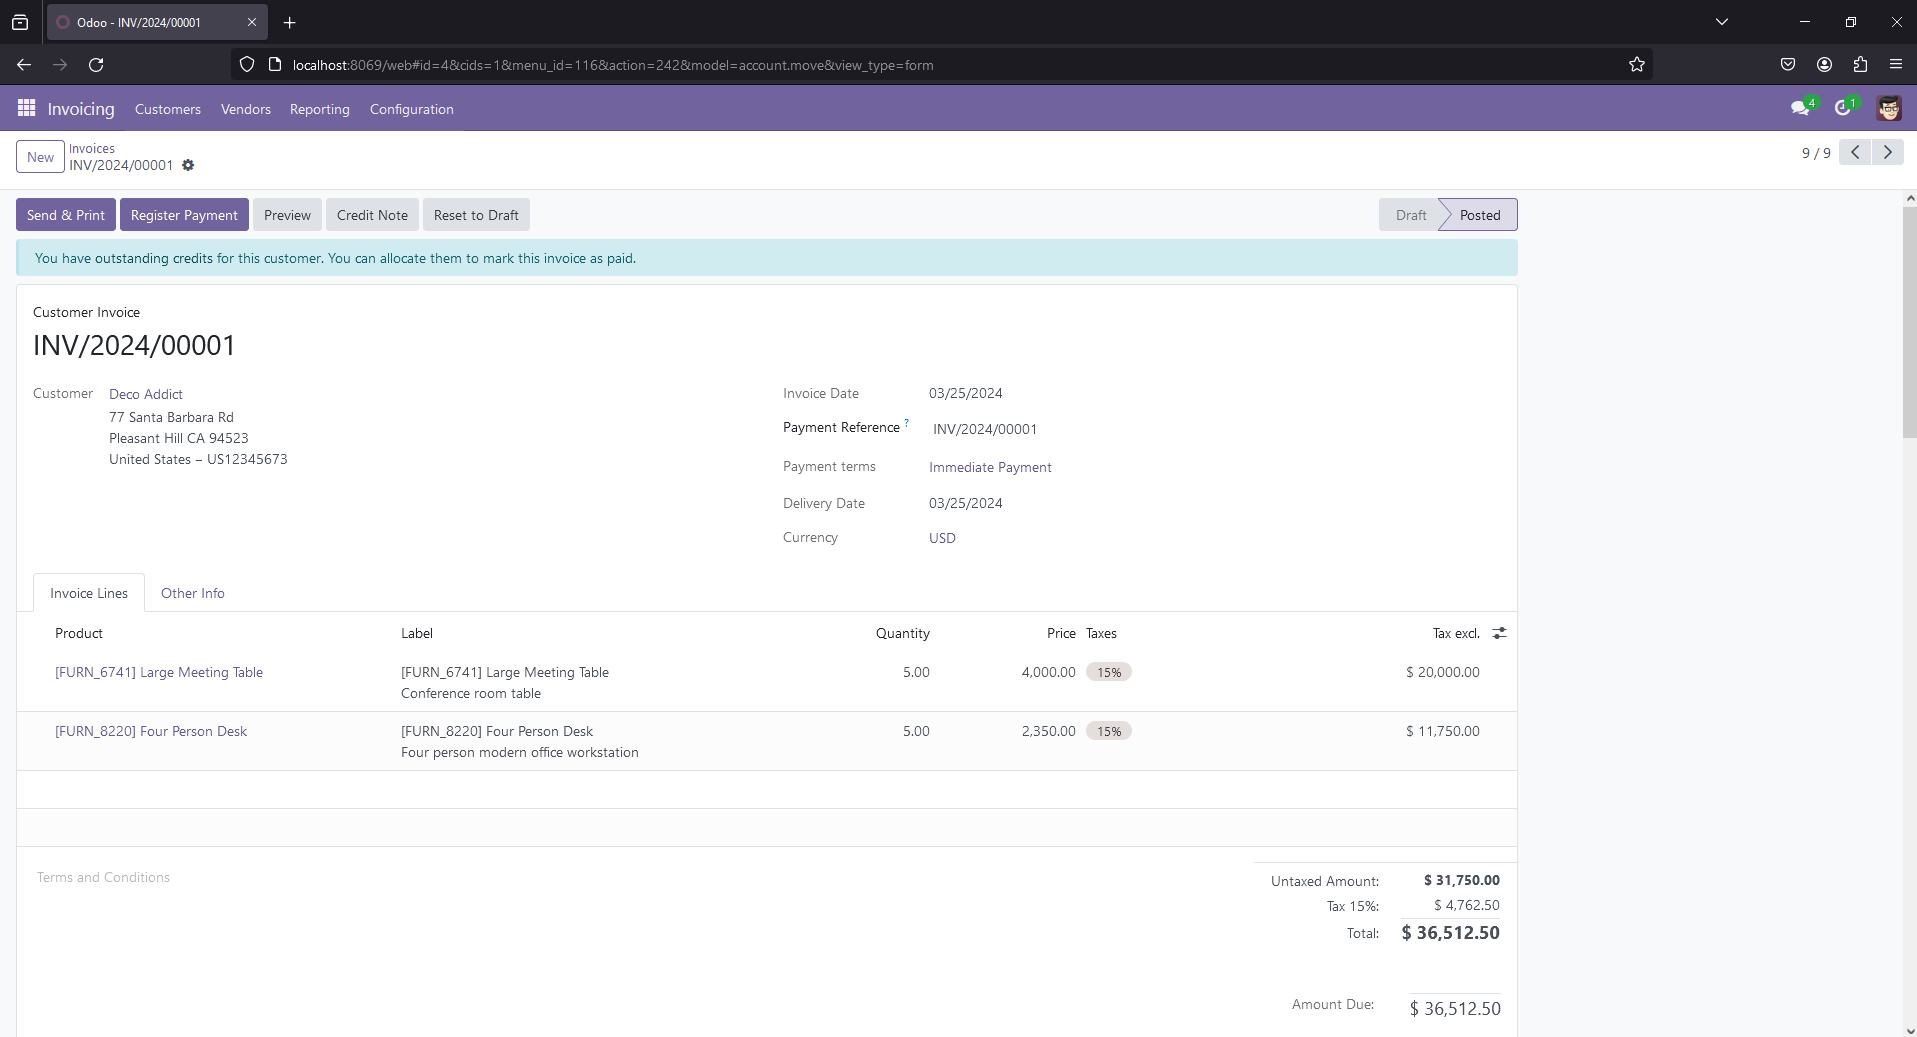 Odoo - INV/2024/00001
localhost:8069/web#id=4&cids=1&menu_id=116&action=242&model=account.move&view_type=form
Invoicing Customers Vendors Reporting Configuration 4 1
New Invoices
INV/2024/00001
9 / 9
Send & Print Register Payment Preview Credit Note Reset to Draft Draft Posted
You have outstanding credits for this customer. You can allocate them to mark this invoice as paid.
Customer Invoice
INV/2024/00001
Customer Deco Addict
77 Santa Barbara Rd
Pleasant Hill CA 94523
United States – US12345673
Invoice Date 03/25/2024
Payment Reference ? INV/2024/00001
Payment terms Immediate Payment
Delivery Date 03/25/2024
Currency USD
Invoice Lines Other Info
Product Label Quantity Price Taxes Tax excl.
[FURN_6741] Large Meeting Table [FURN_6741] Large Meeting Table 5.00 4,000.00 15% $ 20,000.00
Conference room table
[FURN_8220] Four Person Desk [FURN_8220] Four Person Desk 5.00 2,350.00 15% $ 11,750.00
Four person modern office workstation
Terms and Conditions
Untaxed Amount: $ 31,750.00
Tax 15%: $ 4,762.50
Total: $ 36,512.50
Amount Due: $ 36,512.50